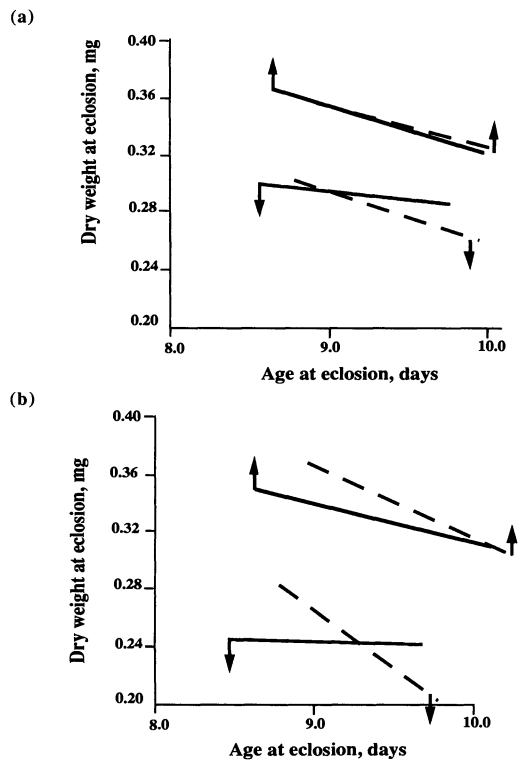 (a)
0.40
0.36
0.32
0.28
0.24
0.20
8.0 9.0 10.0
Dry weight at eclosion, mg
Age at eclosion, days
(b)
0.40
0.36
0.32
0.28
0.24
0.20
8.0 9.0 10.0
Dry weight at eclosion, mg
Age at eclosion, days